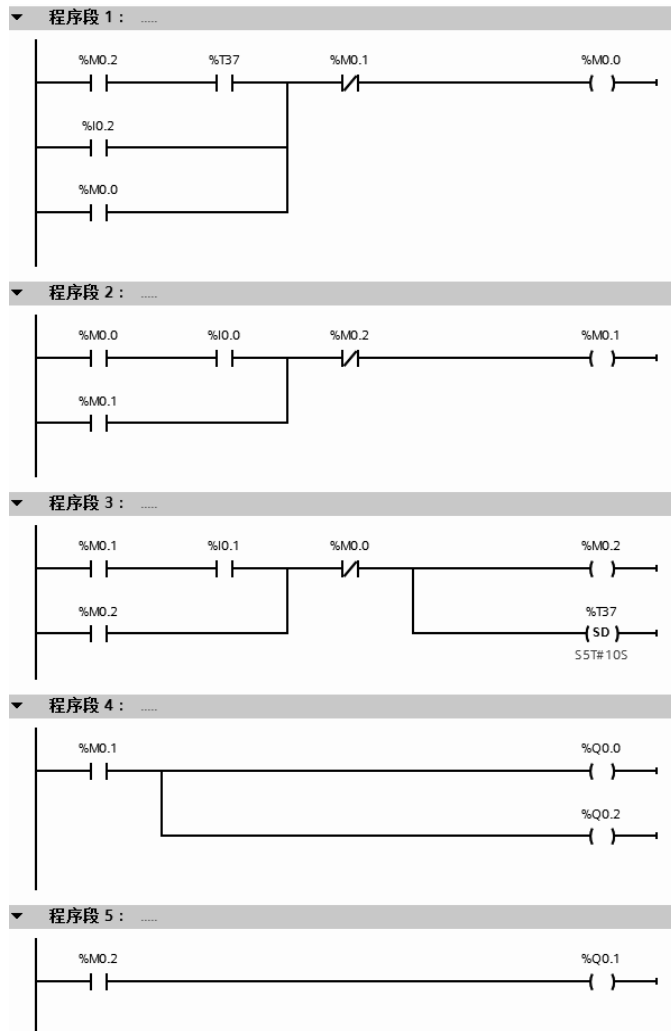 程序段 1： .....
%M0.2 %T37 %M0.1 %M0.0
%I0.2
%M0.0
程序段 2： .....
%M0.0 %I0.0 %M0.2 %M0.1
%M0.1
程序段 3： .....
%M0.1 %I0.1 %M0.0 %M0.2
%M0.2 %T37
SD
S5T#10S
程序段 4： .....
%M0.1 %Q0.0
%Q0.2
程序段 5： .....
%M0.2 %Q0.1